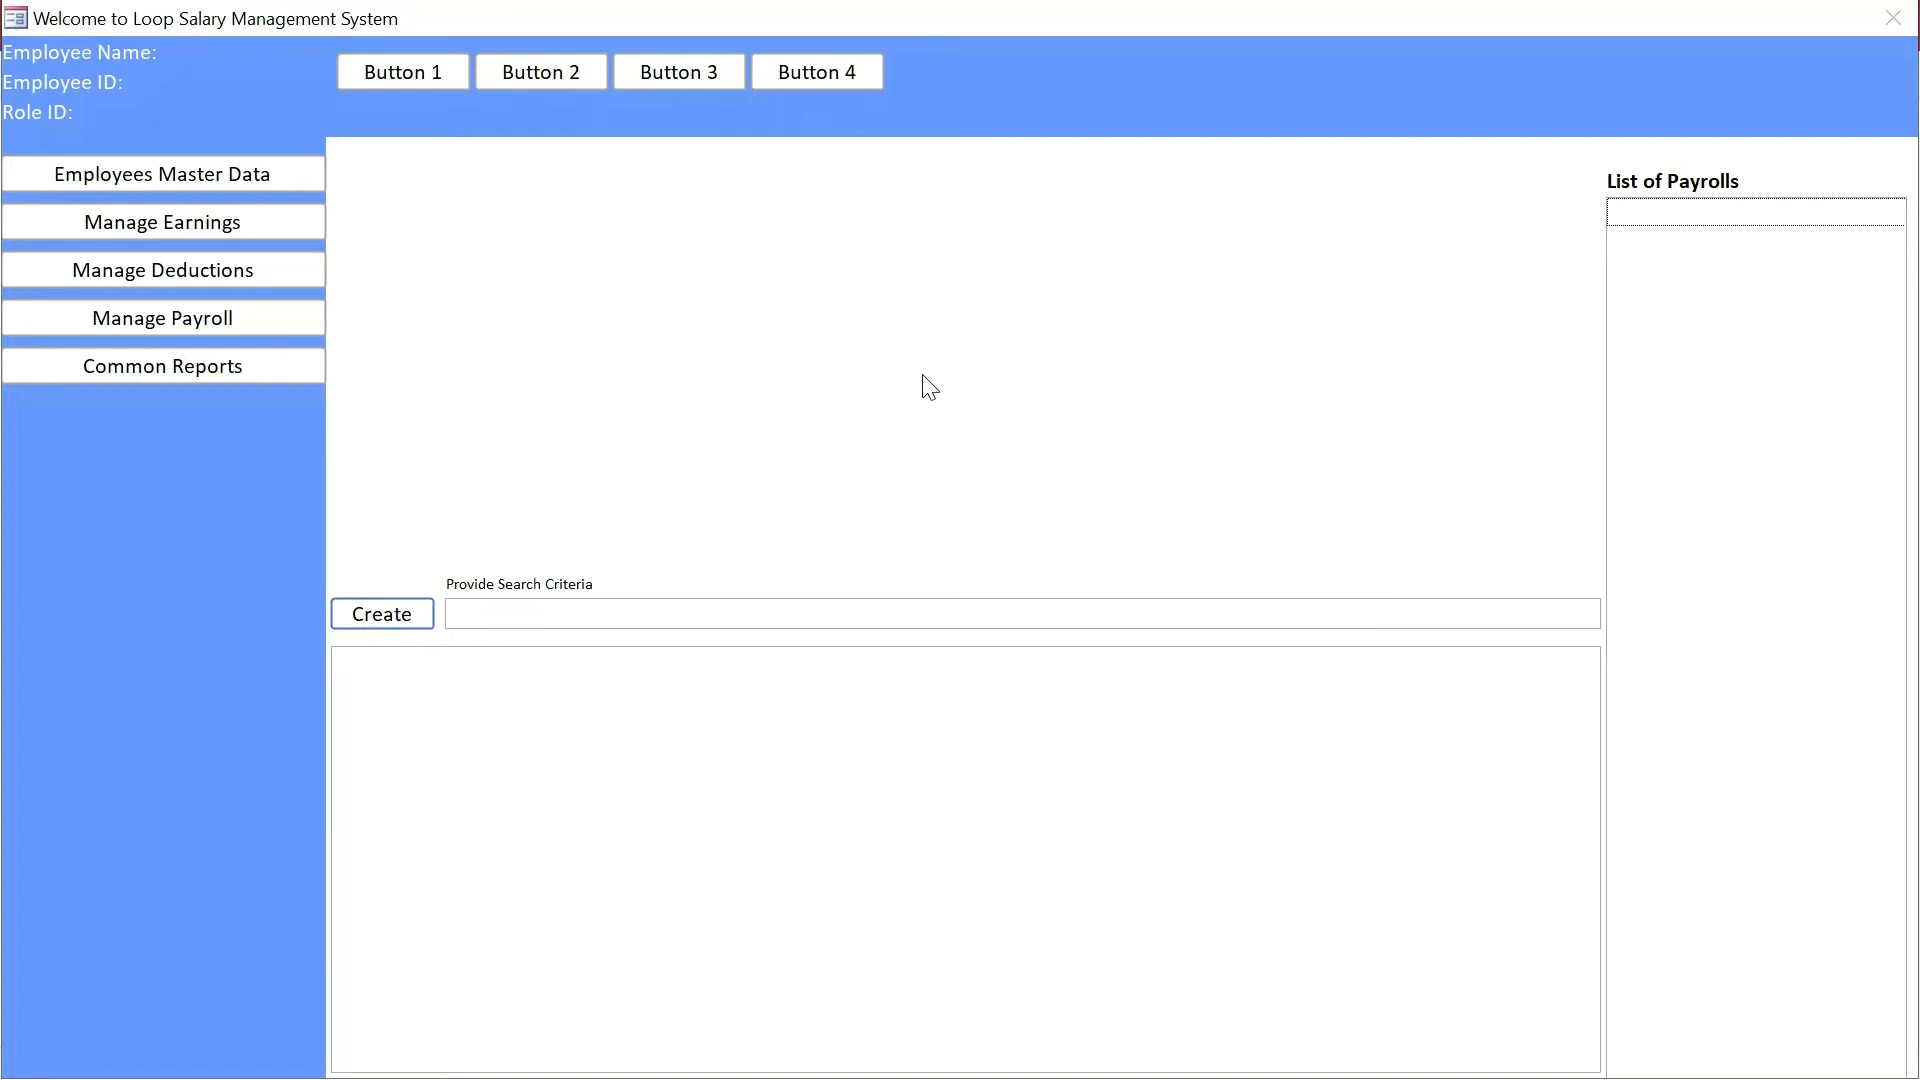 Welcome to Loop Salary Management System
Employee Name:
Employee ID:
Role ID:
Button 1
Button 2
Button 3
Button 4
Employees Master Data
Manage Earnings
Manage Deductions
Manage Payroll
Common Reports
List of Payrolls
Provide Search Criteria
Create